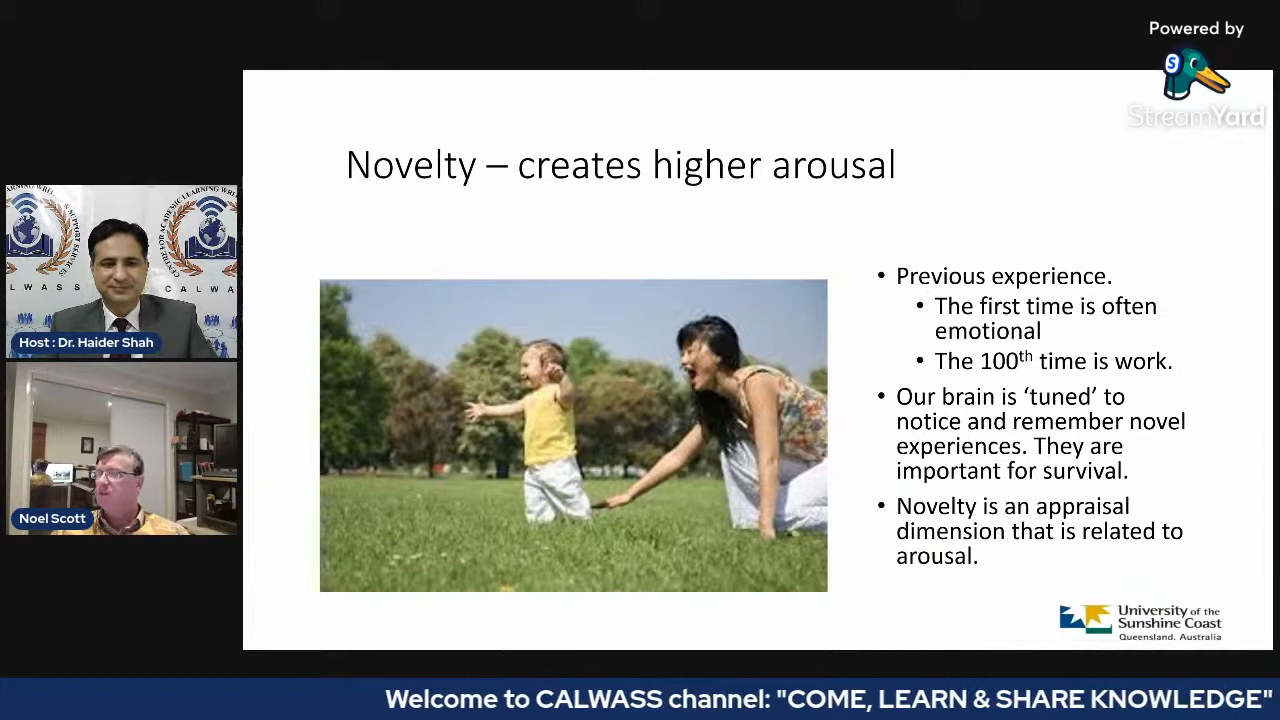 Powered by
StreamYard
Novelty – creates higher arousal
• Previous experience.
• The first time is often
emotional
• The 100th time is work.
• Our brain is ‘tuned’ to
notice and remember novel
experiences. They are
important for survival.
• Novelty is an appraisal
dimension that is related to
arousal.
University of the
Sunshine Coast
Queensland, Australia
CALWASS
Host : Dr. Haider Shah
Noel Scott
Welcome to CALWASS channel: "COME, LEARN & SHARE KNOWLEDGE"